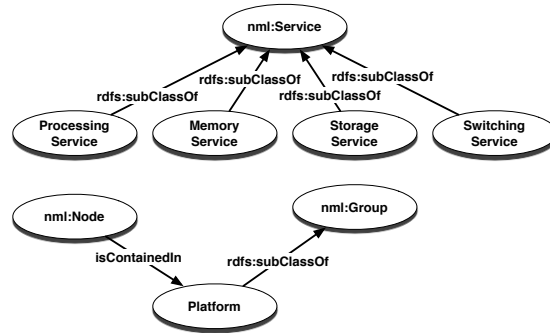 nml:Service
rdfs:subClassOf
rdfs:subClassOf
rdfs:subClassOf
rdfs:subClassOf
Processing
Service
Memory
Service
Storage
Service
Switching
Service
nml:Node
nml:Group
isContainedIn
rdfs:subClassOf
Platform